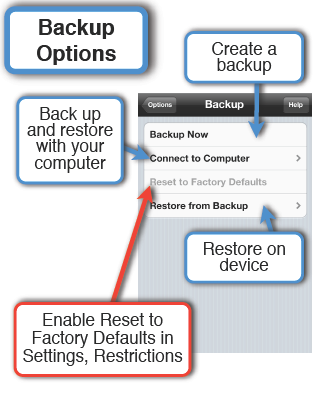 Backup
Options
Create a
backup
Back up
and restore
with your
computer
Options
Backup
Help
Backup Now
Connect to Computer
Reset to Factory Defaults
Restore from Backup
Restore on
device
Enable Reset to
Factory Defaults in
Settings, Restrictions